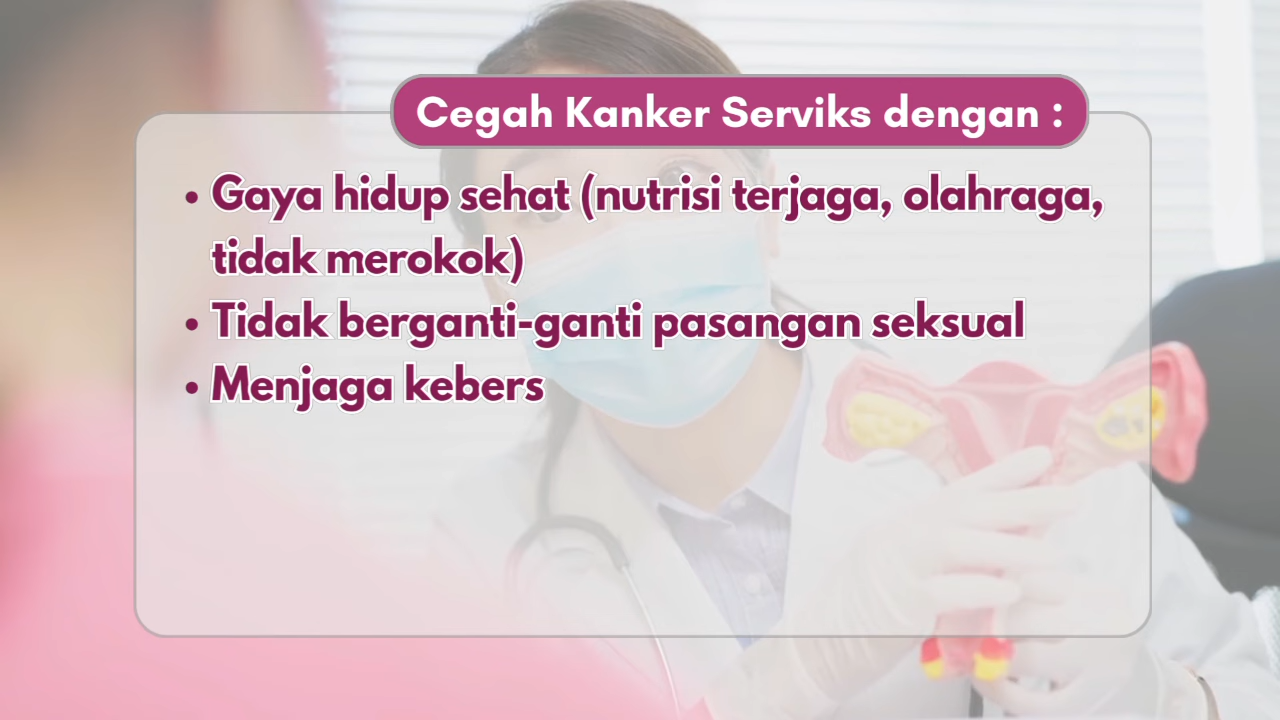 Cegah Kanker Serviks dengan :
• Gaya hidup sehat (nutrisi terjaga, olahraga,
tidak merokok)
• Tidak berganti-ganti pasangan seksual
• Menjaga kebers